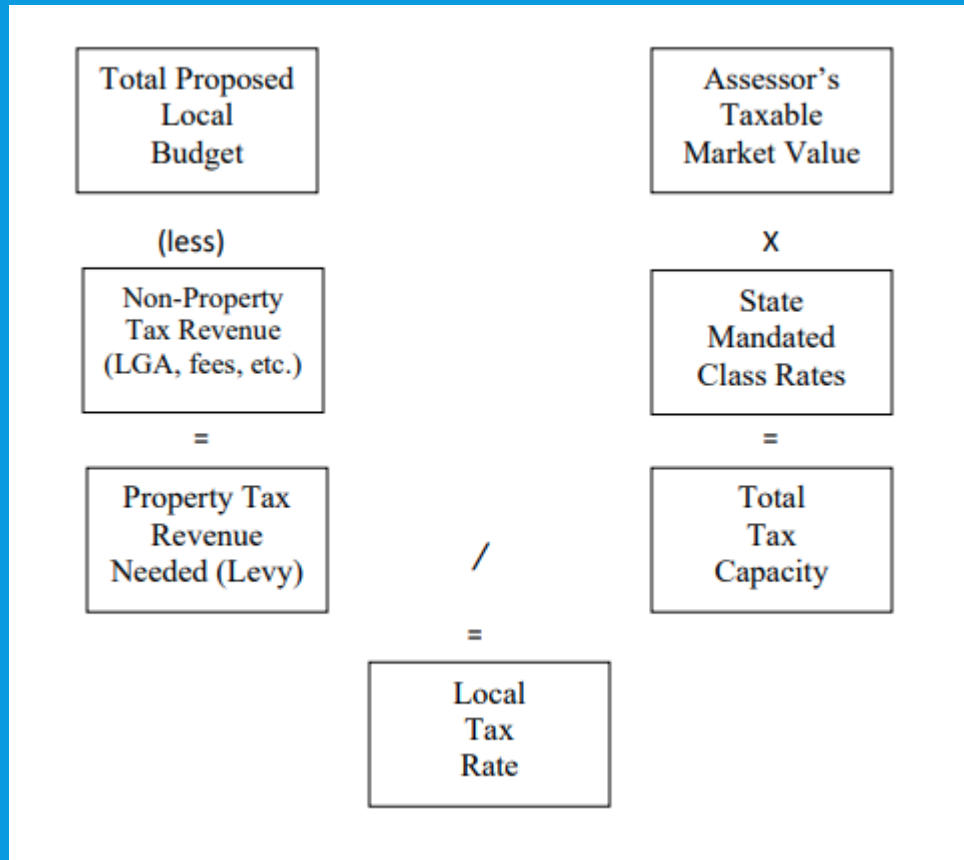 Total Proposed
Local
Budget
(less)
Non-Property
Tax Revenue
(LGA, fees, etc.)
=
Property Tax
Revenue
Needed (Levy)
/
Assessor’s
Taxable
Market Value
X
State
Mandated
Class Rates
=
Total
Tax
Capacity
=
Local
Tax
Rate